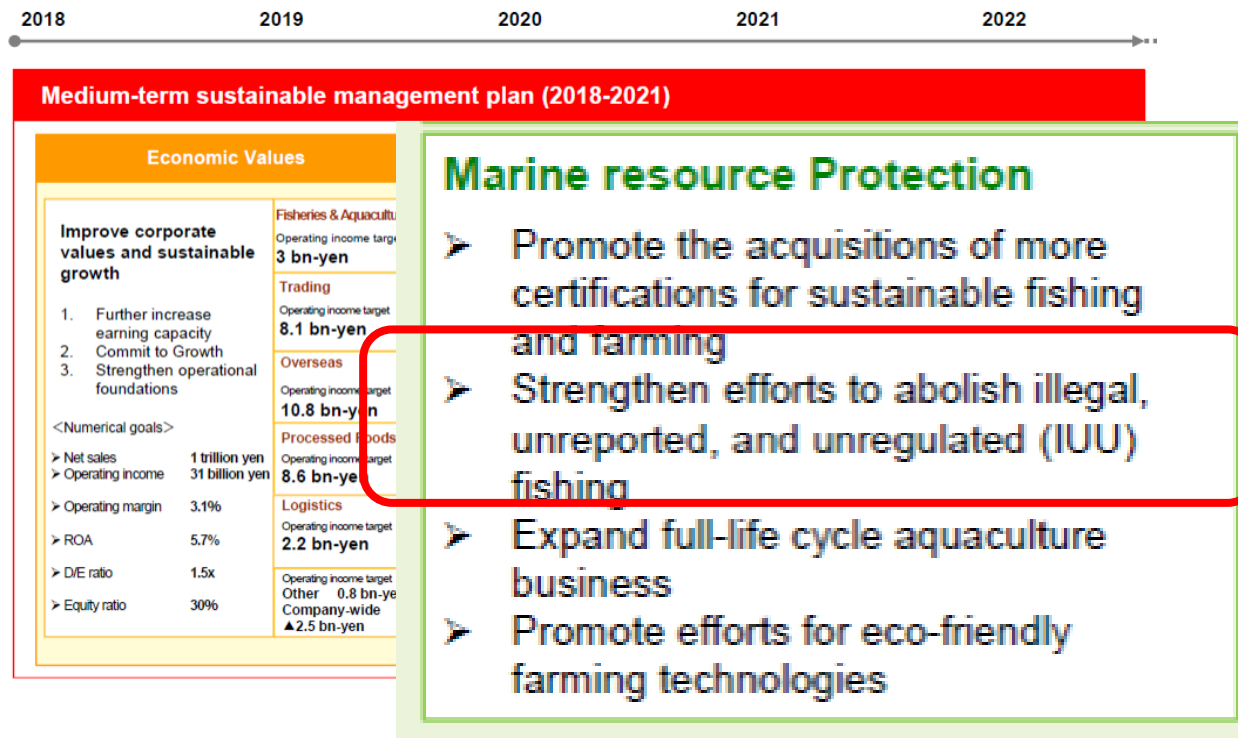 2018 2019 2020 2021 2022
Medium-term sustainable management plan (2018-2021)
Economic Values
Improve corporate
values and sustainable
growth
1. Further increase
earning capacity
2. Commit to Growth
3. Strengthen operational
foundations
<Numerical goals>
➢ Net sales 1 trillion yen
➢ Operating income 31 billion yen
➢ Operating margin 3.1%
➢ ROA 5.7%
➢ D/E ratio 1.5x
➢ Equity ratio 30%
Fisheries & Aquacultu
Operating income targe
3 bn-yen
Trading
Operating income target
8.1 bn-yen
Overseas
Operating income target
10.8 bn-yen
Processed Foods
Operating income target
8.6 bn-yen
Logistics
Operating income target
2.2 bn-yen
Operating income target
Other 0.8 bn-ye
Company-wide
▲2.5 bn-yen
Marine resource Protection
➢ Promote the acquisitions of more
certifications for sustainable fishing
and farming
➢ Strengthen efforts to abolish illegal,
unreported, and unregulated (IUU)
fishing
➢ Expand full-life cycle aquaculture
business
➢ Promote efforts for eco-friendly
farming technologies